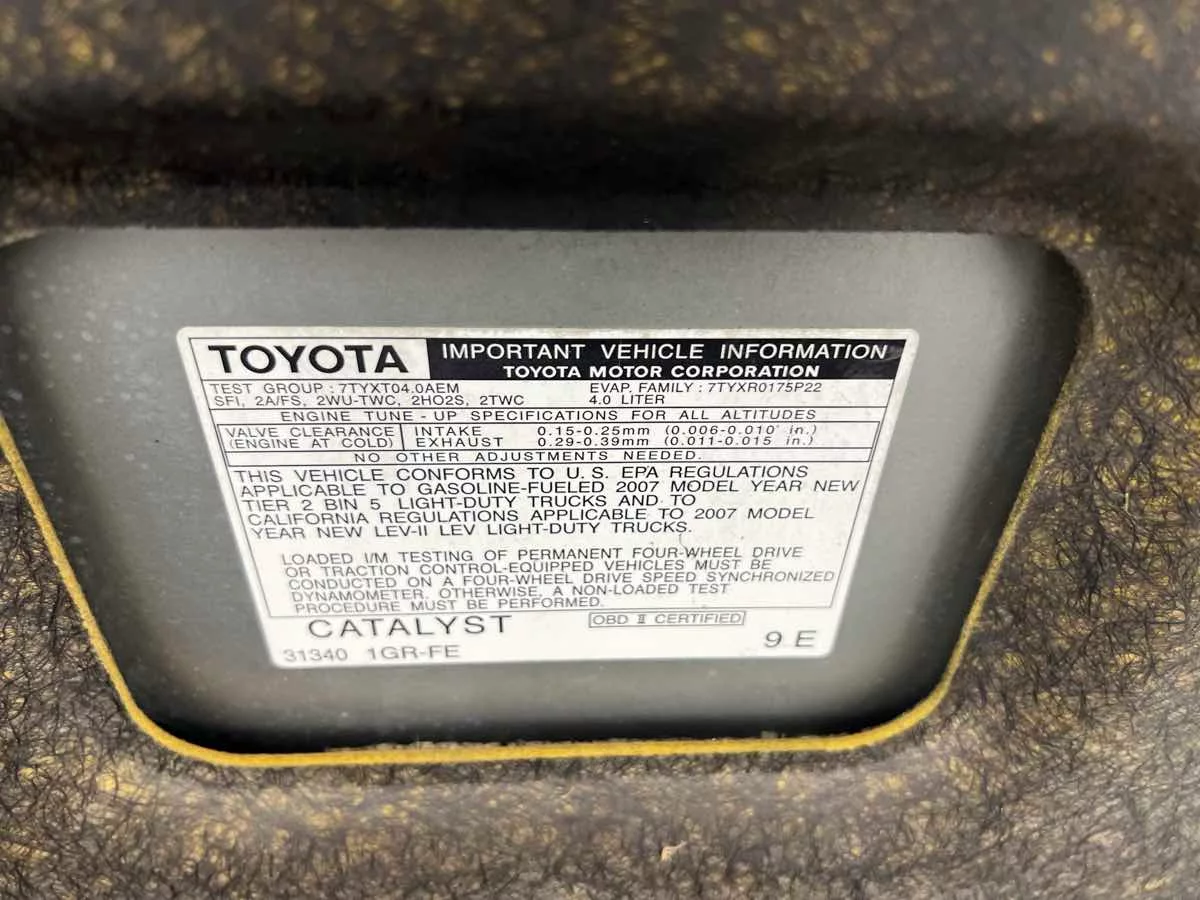 TOYOTA IMPORTANT VEHICLE INFORMATION
TOYOTA MOTOR CORPORATION
TEST GROUP : 7TYXT04.0AEM EVAP. FAMILY : 7TYXR0175P22
SFI, 2A/FS, 2WU-TWC, 2HO2S, 2TWC 4.0 LITER
ENGINE TUNE - UP SPECIFICATIONS FOR ALL ALTITUDES
VALVE CLEARANCE INTAKE 0.15-0.25mm (0.006-0.010 in.)
(ENGINE AT COLD) EXHAUST 0.29-0.39mm (0.011-0.015 in.)
NO OTHER ADJUSTMENTS NEEDED.
THIS VEHICLE CONFORMS TO U.S. EPA REGULATIONS
APPLICABLE TO GASOLINE-FUELED 2007 MODEL YEAR NEW
TIER 2 BIN 5 LIGHT-DUTY TRUCKS AND TO
CALIFORNIA REGULATIONS APPLICABLE TO 2007 MODEL
YEAR NEW LEV-II LEV LIGHT-DUTY TRUCKS.
LOADED I/M TESTING OF PERMANENT FOUR-WHEEL DRIVE
OR TRACTION CONTROL-EQUIPPED VEHICLES MUST BE
CONDUCTED ON A FOUR-WHEEL DRIVE SPEED SYNCHRONIZED
DYNAMOMETER. OTHERWISE, A NON-LOADED TEST
PROCEDURE MUST BE PERFORMED.
CATALYST OBD II CERTIFIED
31340 1GR-FE 9 E